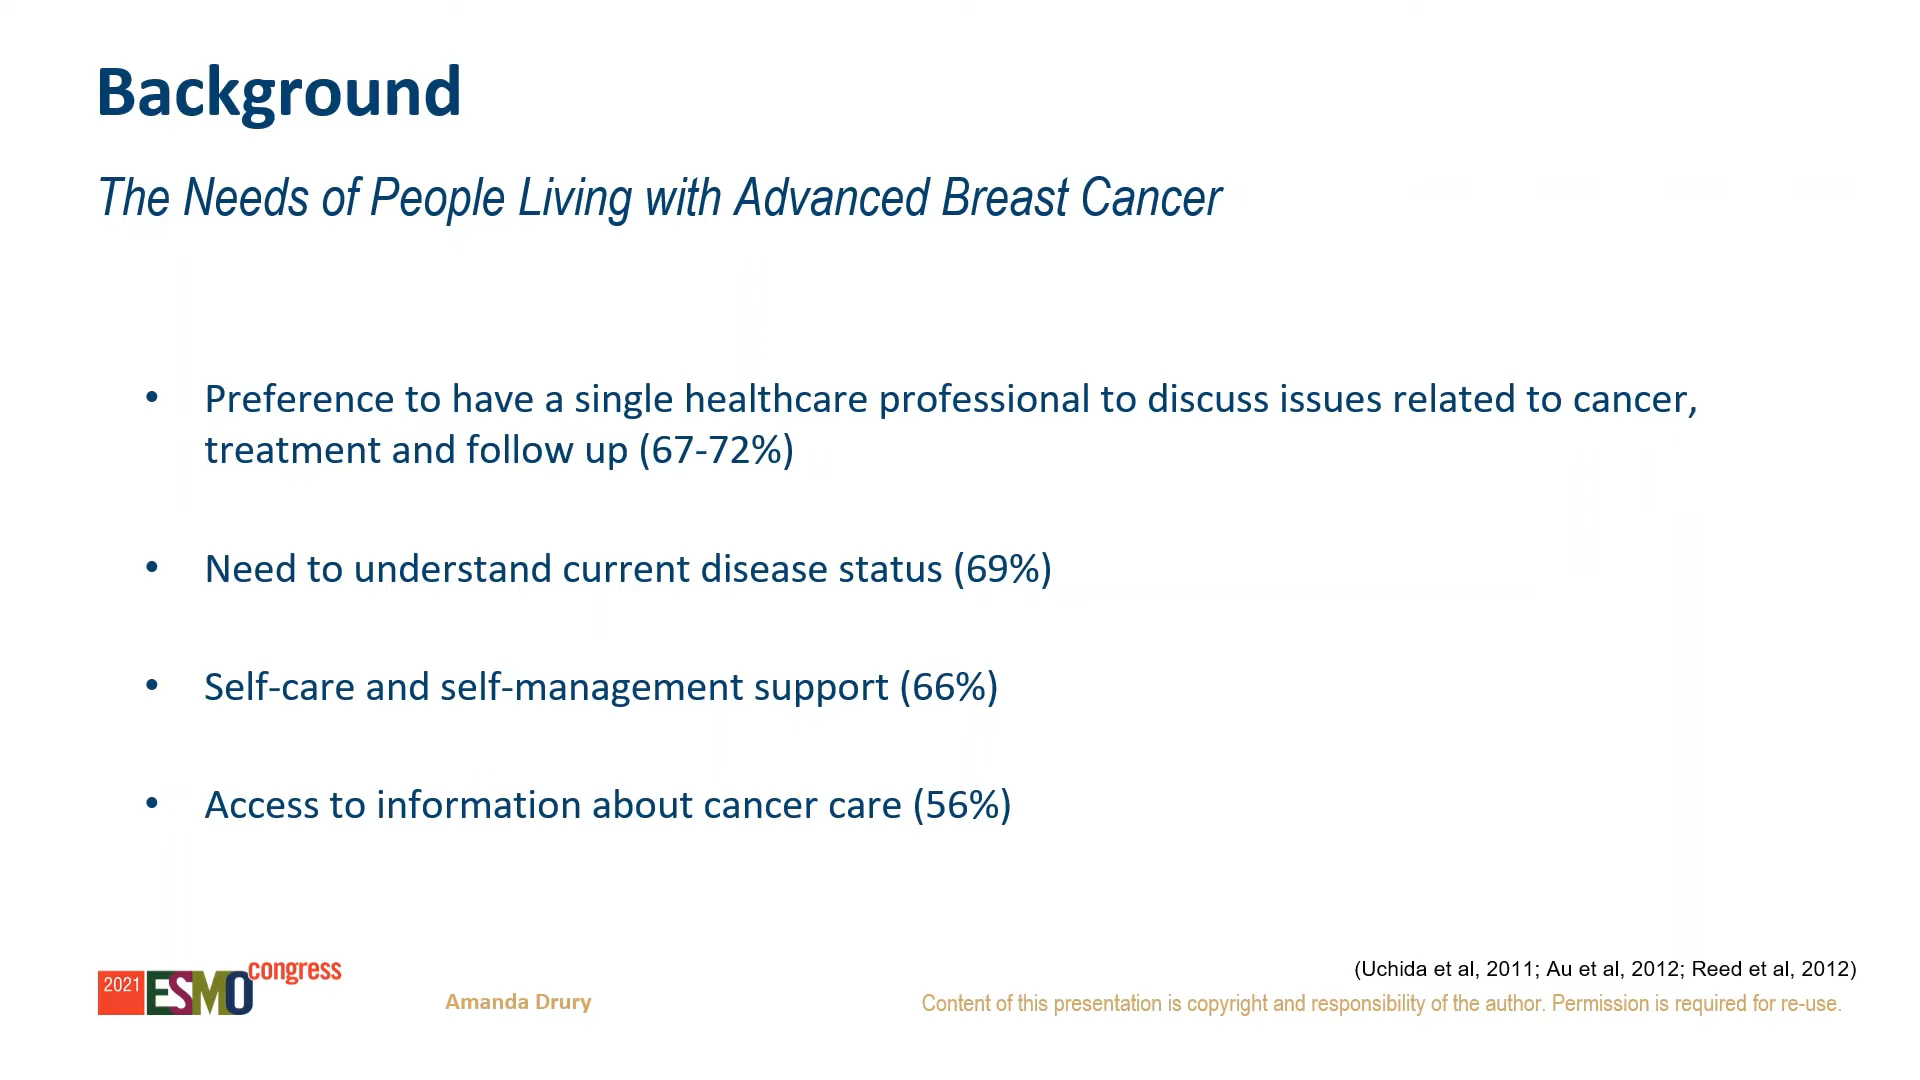 Background
The Needs of People Living with Advanced Breast Cancer
• Preference to have a single healthcare professional to discuss issues related to cancer,
treatment and follow up (67-72%)
• Need to understand current disease status (69%)
• Self-care and self-management support (66%)
• Access to information about cancer care (56%)
(Uchida et al, 2011; Au et al, 2012; Reed et al, 2012)
2021 ESMO congress
Amanda Drury
Content of this presentation is copyright and responsibility of the author. Permission is required for re-use.